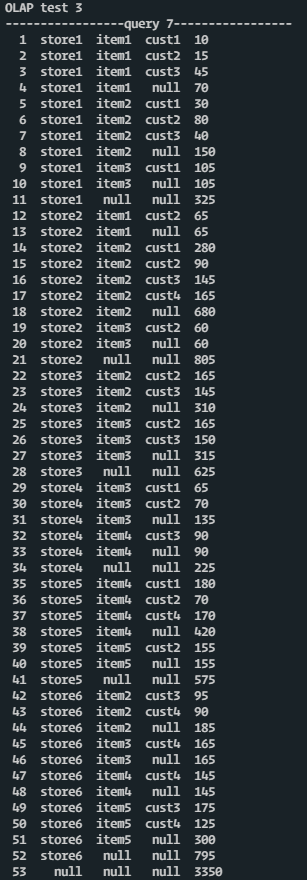 OLAP test 3
-----------------query 7-----------------
1 store1 item1 cust1 10
2 store1 item1 cust2 15
3 store1 item1 cust3 45
4 store1 item1 null 70
5 store1 item2 cust1 30
6 store1 item2 cust2 80
7 store1 item2 cust3 40
8 store1 item2 null 150
9 store1 item3 cust1 105
10 store1 item3 null 105
11 store1 null null 325
12 store2 item1 cust2 65
13 store2 item1 null 65
14 store2 item2 cust1 280
15 store2 item2 cust2 90
16 store2 item2 cust3 145
17 store2 item2 cust4 165
18 store2 item2 null 680
19 store2 item3 cust2 60
20 store2 item3 null 60
21 store2 null null 805
22 store3 item2 cust2 165
23 store3 item2 cust3 145
24 store3 item2 null 310
25 store3 item3 cust2 165
26 store3 item3 cust3 150
27 store3 item3 null 315
28 store3 null null 625
29 store4 item3 cust1 65
30 store4 item3 cust2 70
31 store4 item3 null 135
32 store4 item4 cust3 90
33 store4 item4 null 90
34 store4 null null 225
35 store5 item4 cust1 180
36 store5 item4 cust2 70
37 store5 item4 cust4 170
38 store5 item4 null 420
39 store5 item5 cust2 155
40 store5 item5 null 155
41 store5 null null 575
42 store6 item2 cust3 95
43 store6 item2 cust4 90
44 store6 item2 null 185
45 store6 item3 cust4 165
46 store6 item3 null 165
47 store6 item4 cust4 145
48 store6 item4 null 145
49 store6 item5 cust3 175
50 store6 item5 cust4 125
51 store6 item5 null 300
52 store6 null null 795
53 null null null 3350